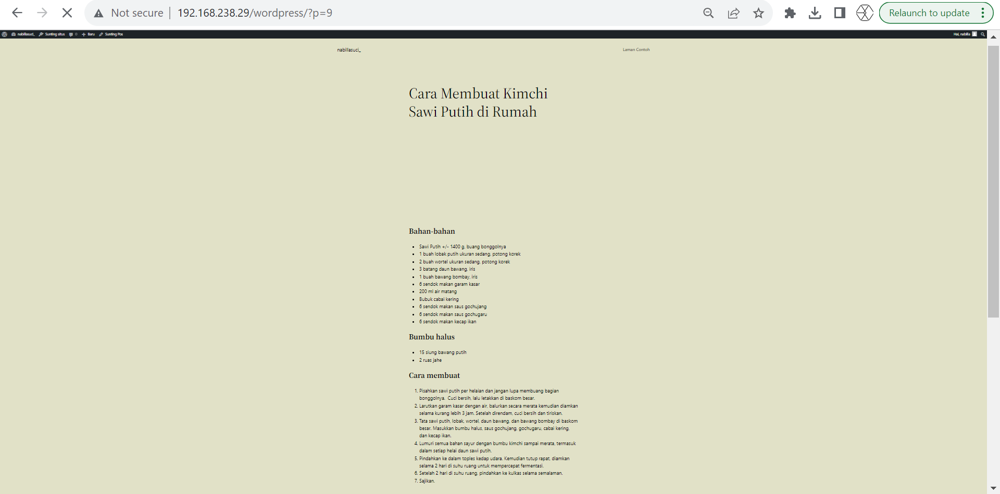 Not secure
192.168.238.29/wordpress/?p=9
Relaunch to update
nabillasuci_
Sunting situs
0
Baru
Sunting Pos
Hai, nabilla
nabillasuci_
Laman Contoh
Cara Membuat Kimchi
Sawi Putih di Rumah
Bahan-bahan
• Sawi Putih +/- 1400 g, buang bonggolnya
• 1 buah lobak putih ukuran sedang, potong korek
• 2 buah wortel ukuran sedang, potong korek
• 3 batang daun bawang, iris
• 1 buah bawang bombay, iris
• 6 sendok makan garam kasar
• 200 ml air matang
• Bubuk cabai kering
• 6 sendok makan saus gochujang
• 6 sendok makan saus gochugaru
• 6 sendok makan kecap ikan
Bumbu halus
• 15 siung bawang putih
• 2 ruas jahe
Cara membuat
1. Pisahkan sawi putih per helaian dan jangan lupa membuang bagian
bonggolnya. Cuci bersih, lalu letakkan di baskom besar.
2. Larutkan garam kasar dengan air, balurkan secara merata kemudian diamkan
selama kurang lebih 3 jam. Setelah direndam, cuci bersih dan tiriskan.
3. Tata sawi putih, lobak, wortel, daun bawang, dan bawang bombay di baskom
besar. Masukkan bumbu halus, saus gochujang, gochugaru, cabai kering,
dan kecap ikan.
4. Lumuri semua bahan sayur dengan bumbu kimchi sampai merata, termasuk
dalam setiap helai daun sawi putih.
5. Pindahkan ke dalam toples kedap udara. Kemudian tutup rapat, diamkan
selama 2 hari di suhu ruang untuk mempercepat fermentasi.
6. Setelah 2 hari di suhu ruang, pindahkan ke kulkas selama semalaman.
7. Sajikan.